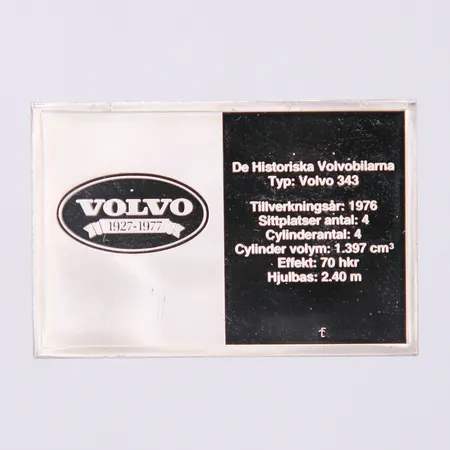 VOLVO
1927-1977
De Historiska Volvobilarna
Typ: Volvo 343
Tillverkningsår: 1976
Sittplatser antal: 4
Cylinderantal: 4
Cylinder volym: 1.397 cm³
Effekt: 70 hkr
Hjulbas: 2.40 m